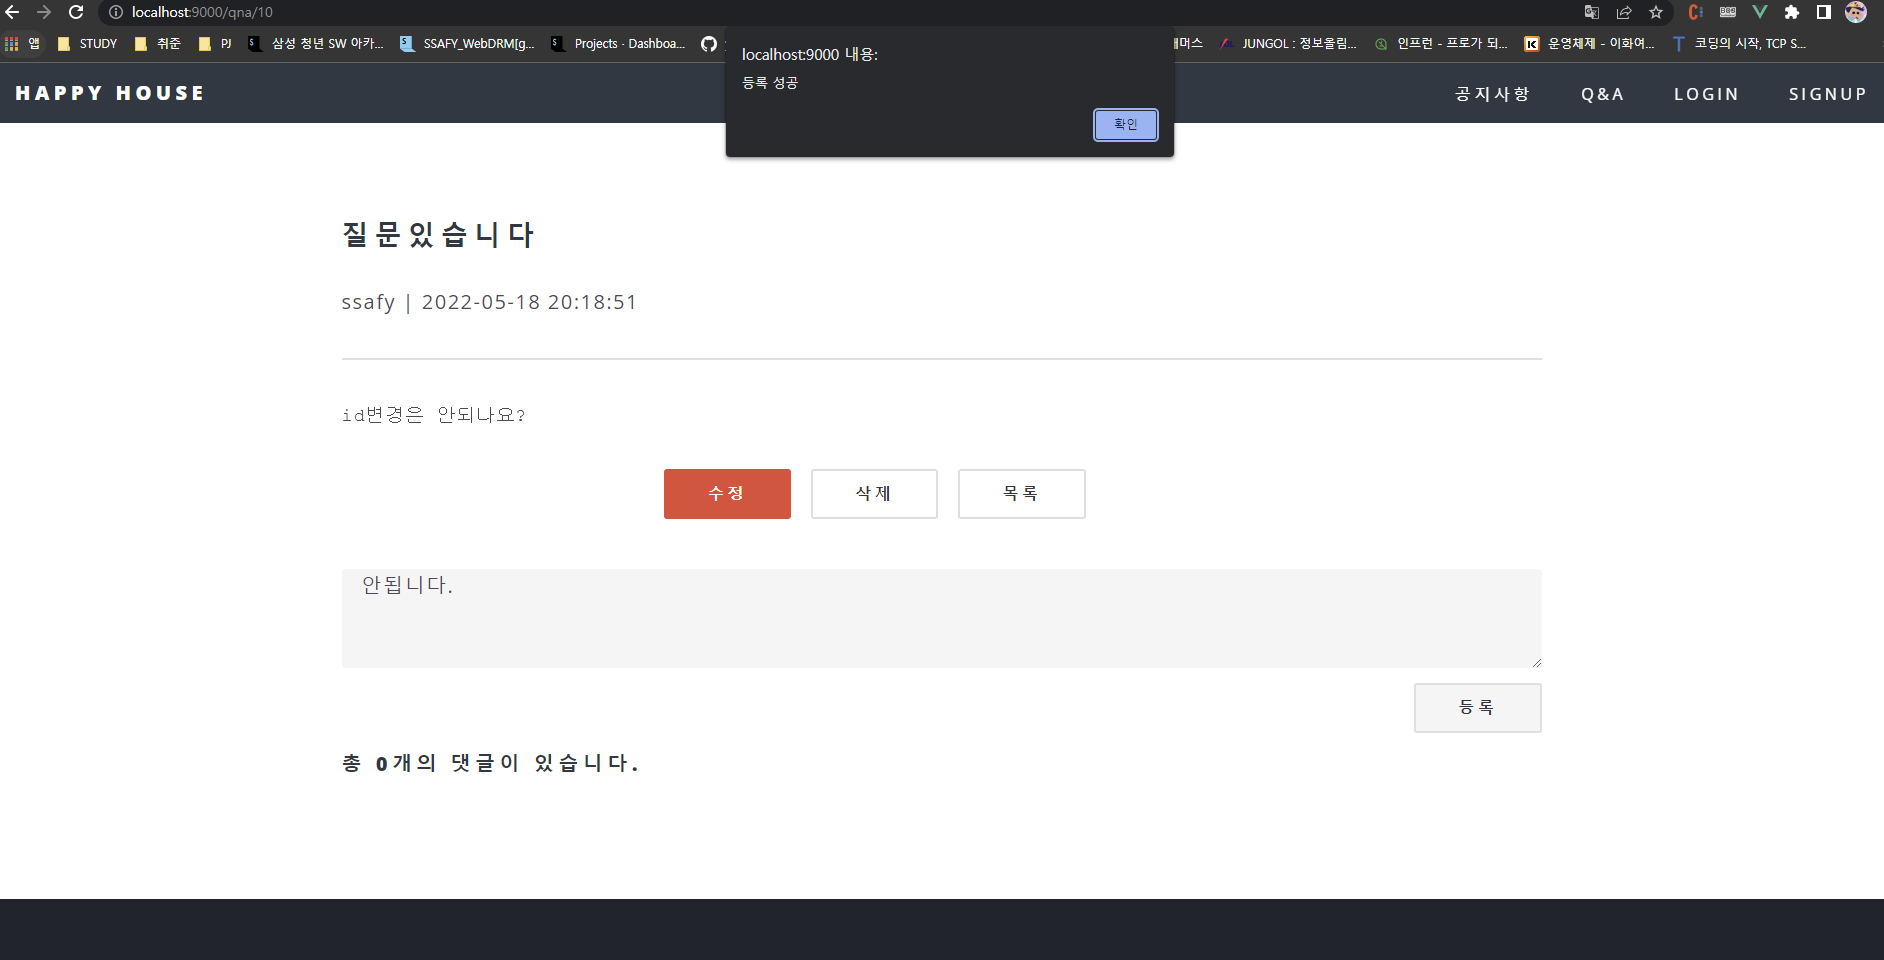 localhost:9000/qna/10
앱 STUDY 취준 PJ 삼성 청년 SW 아카... SSAFY_WebDRM[g... Projects · Dashboa... 해머스 JUNGOL : 정보올림... 인프런 - 프로가 되... 운영체제 - 이화여... 코딩의 시작, TCP S...
localhost:9000 내용:
등록 성공
확인
HAPPY HOUSE
공지사항 Q&A LOGIN SIGNUP
질문있습니다
ssafy | 2022-05-18 20:18:51
id변경은 안되나요?
수정 삭제 목록
안됩니다.
등록
총 0개의 댓글이 있습니다.